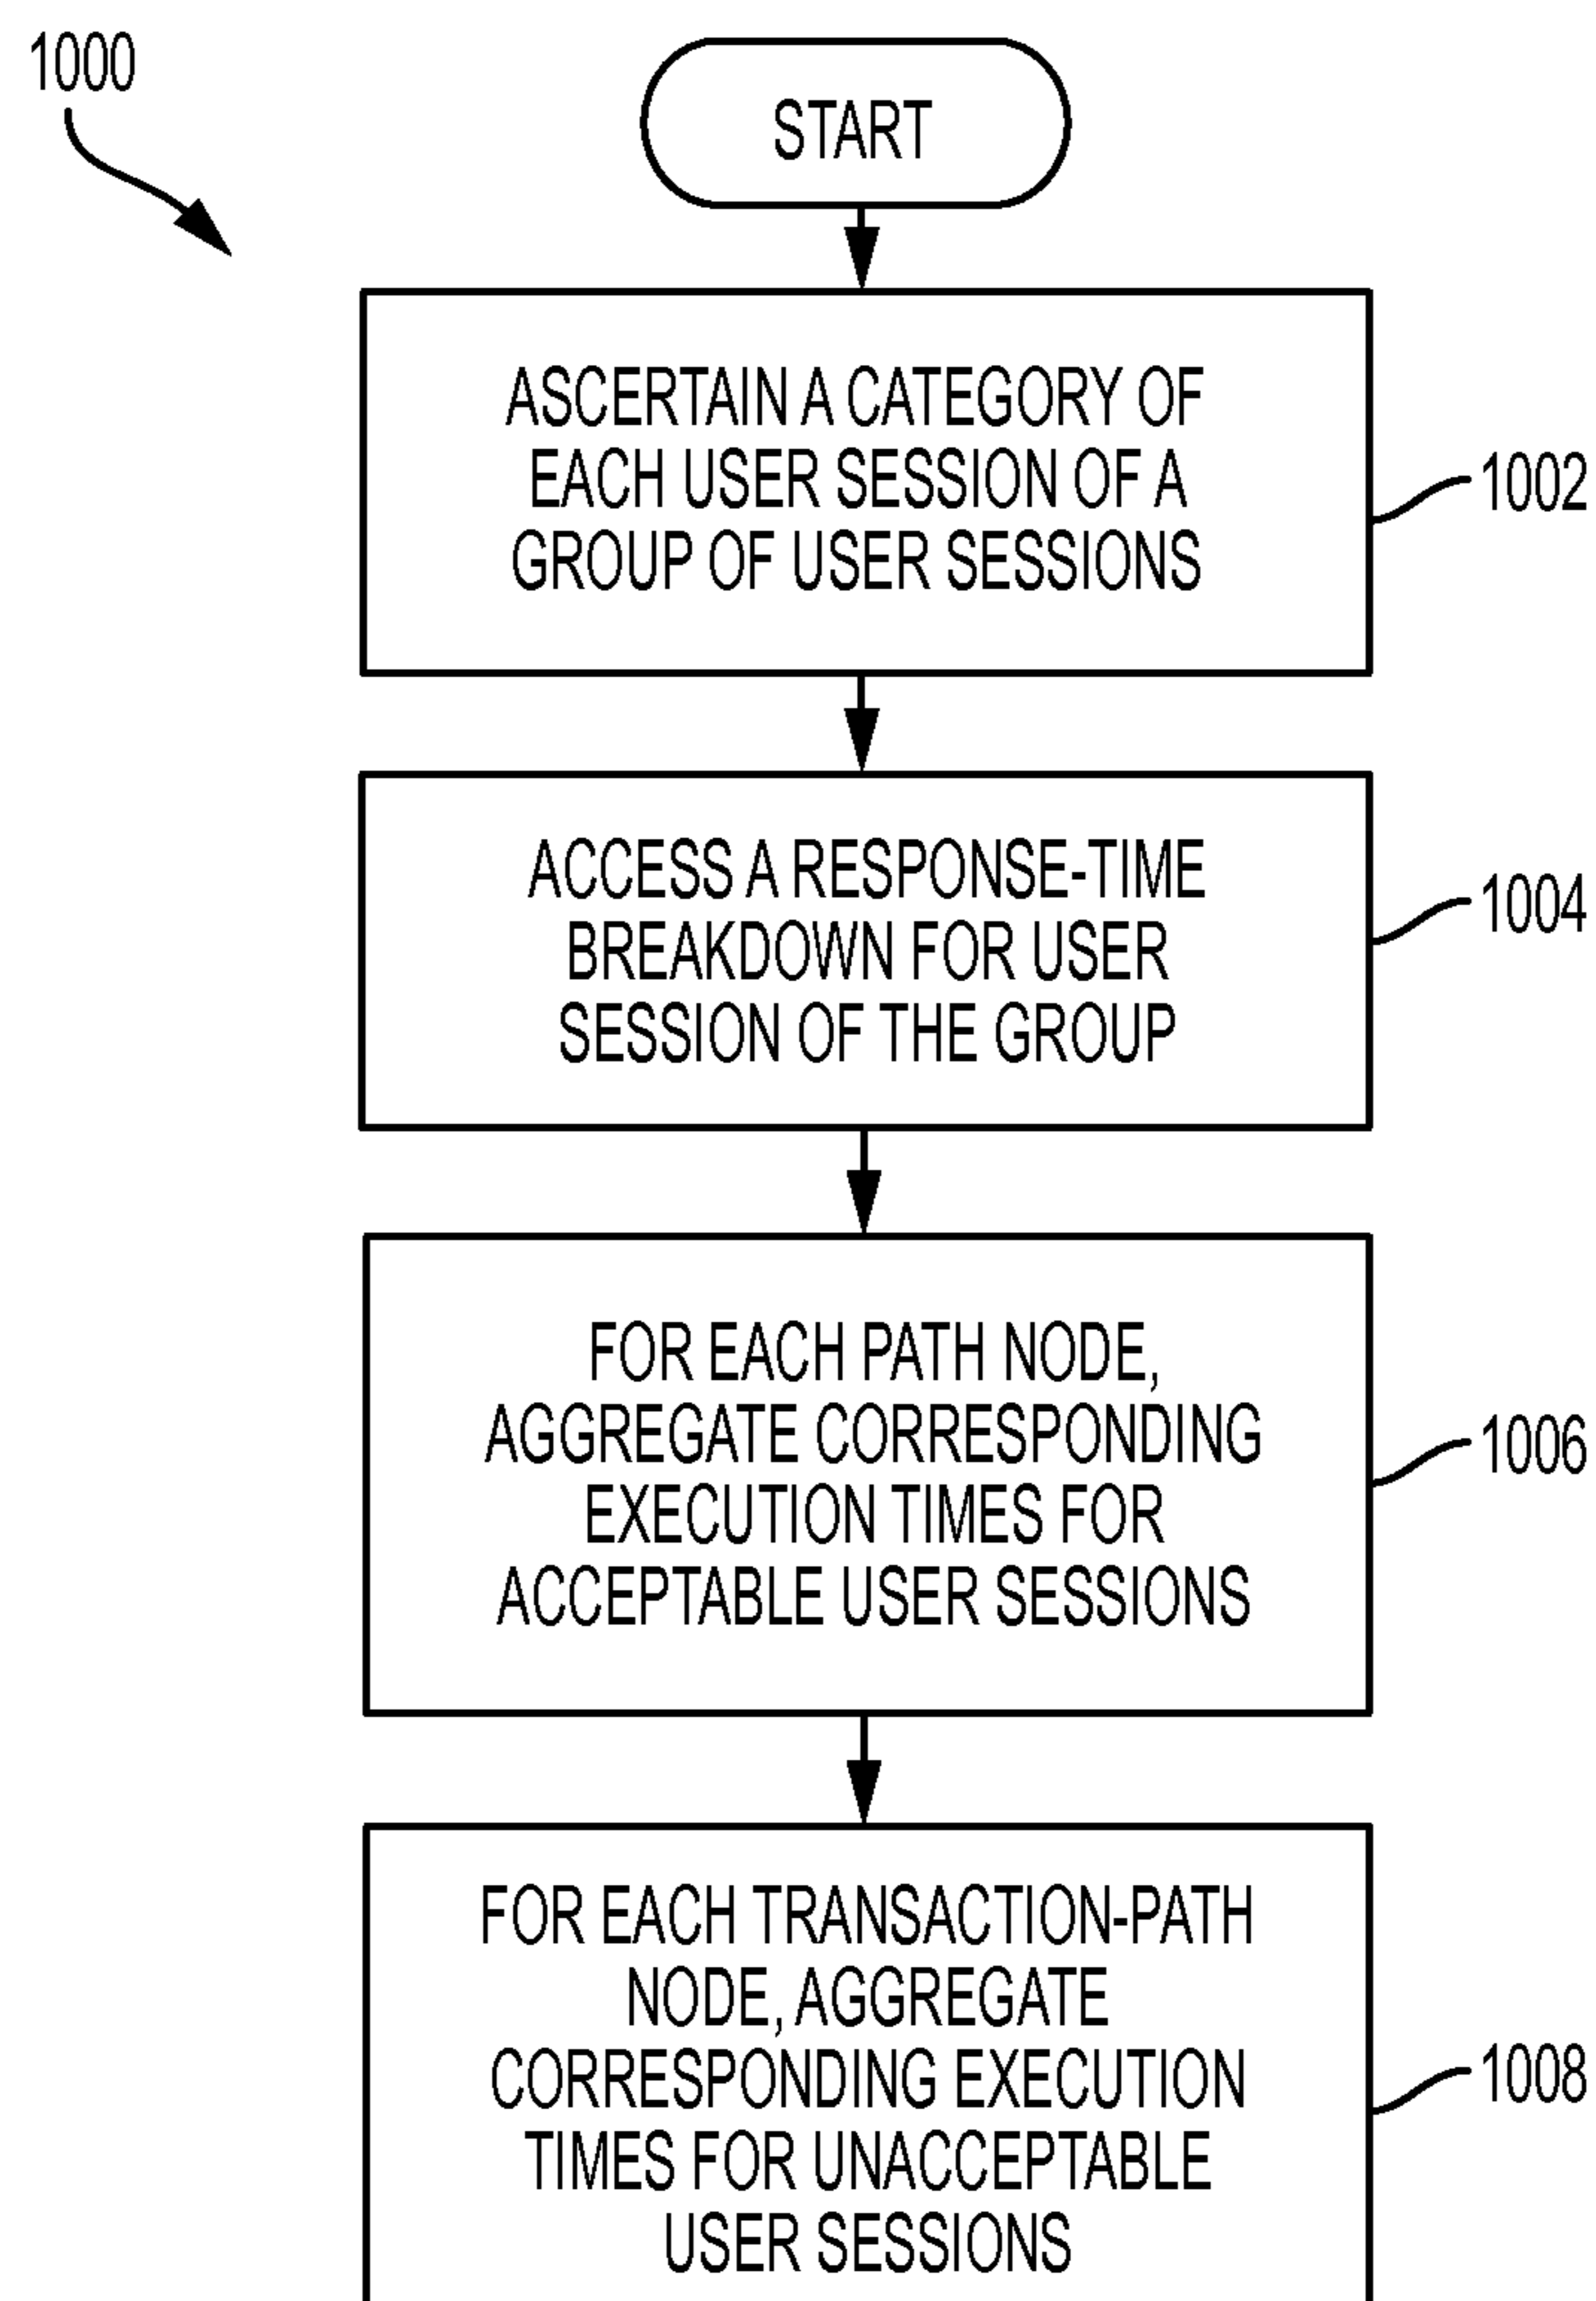 1000
START
ASCERTAIN A CATEGORY OF
EACH USER SESSION OF A
GROUP OF USER SESSIONS
1002
ACCESS A RESPONSE-TIME
BREAKDOWN FOR USER
SESSION OF THE GROUP
1004
FOR EACH PATH NODE,
AGGREGATE CORRESPONDING
EXECUTION TIMES FOR
ACCEPTABLE USER SESSIONS
1006
FOR EACH TRANSACTION-PATH
NODE, AGGREGATE
CORRESPONDING EXECUTION
TIMES FOR UNACCEPTABLE
USER SESSIONS
1008